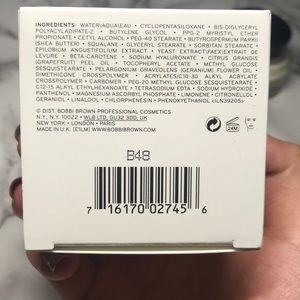 INGREDIENTS: WATER\AQUA\EAU • CYCLOPENTASILOXANE • BIS-DIGLYCERYL
POLYACYLADIPATE-2 • BUTYLENE GLYCOL • PPG-2 MYRISTYL ETHER
PROPIONATE • CETYL ALCOHOL • PEG-40 STEARATE • BUTYROSPERMUM PARKII
(SHEA BUTTER) • SQUALANE • GLYCERYL STEARATE • SORBITAN STEARATE •
EPILOBIUM AUGUSTIFOLIUM EXTRACT • YEAST EXTRACT\FAEX\EXTRAIT DE
LEVURE • BETA-CAROTENE • SODIUM HYALURONATE • CITRUS GRANDIS
(GRAPEFRUIT) PEEL OIL • TOCOPHERYL ACETATE • METHYL GLUCOSE
SESQUISTEARATE • PELARGONIUM GRAVEOLENS (GERANIUM) FLOWER OIL •
DIMETHICONE CROSSPOLYMER • ACRYLATES/C10-30 ALKYL ACRYLATE
CROSSPOLYMER • CARBOMER • PEG-20 METHYL GLUCOSE SESQUISTEARATE •
C12-15 ALKYL ETHYLHEXANOATE • TETRASODIUM EDTA • SODIUM HYDROXIDE
• PANTHENOL • MAGNESIUM ASCORBYL PHOSPHATE • LIMONENE • CITRONELLOL •
GERANIOL • LINALOOL • CHLORPHENESIN • PHENOXYETHANOL <ILN39205>
© DIST. BOBBI BROWN PROFESSIONAL COSMETICS
N.Y., N.Y. 10022 WLB LTD, GU32 3DD, UK
NEW YORK • LONDON • PARIS
MADE IN U.K. [E1LM] WWW.BOBBIBROWN.COM
24M
B48
7 16170 02745 6